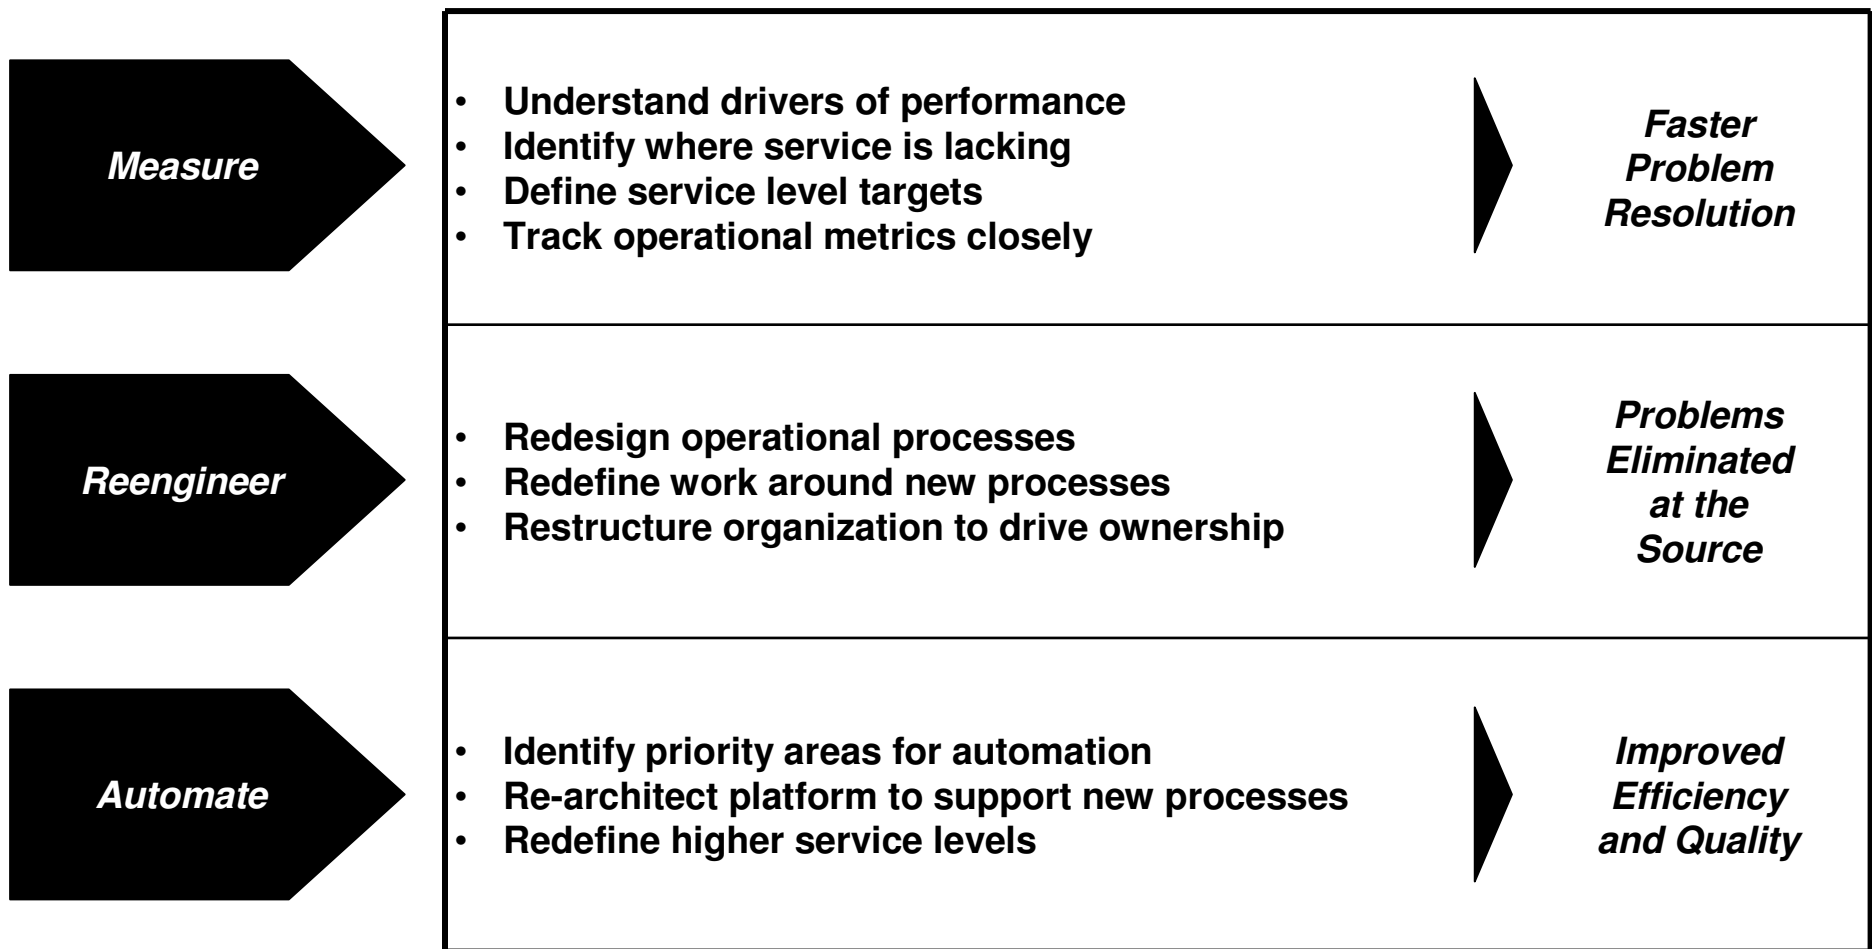 Measure
• Understand drivers of performance
• Identify where service is lacking
• Define service level targets
• Track operational metrics closely
Faster
Problem
Resolution
Reengineer
• Redesign operational processes
• Redefine work around new processes
• Restructure organization to drive ownership
Problems
Eliminated
at the
Source
Automate
• Identify priority areas for automation
• Re-architect platform to support new processes
• Redefine higher service levels
Improved
Efficiency
and Quality